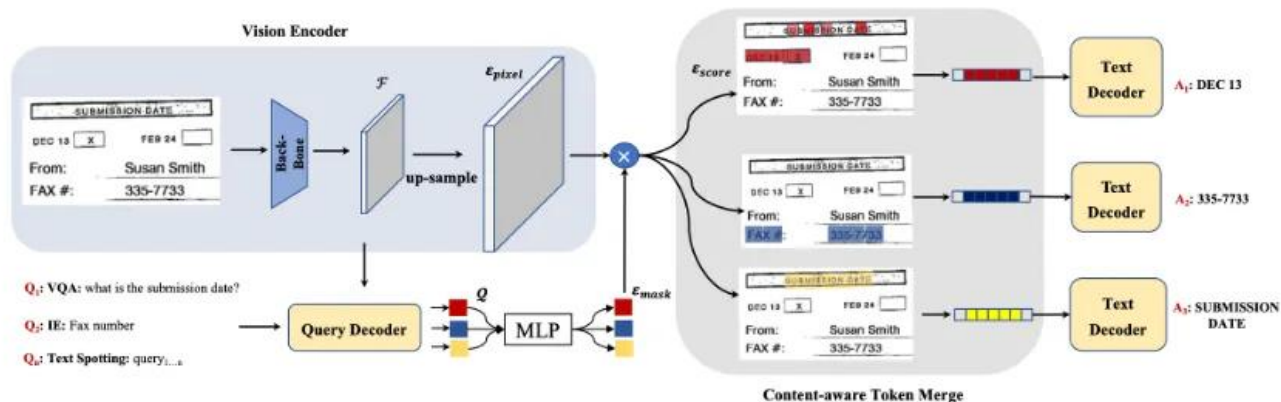 Vision Encoder
SUBMISSION DATE
DEC 13 X FEB 24
From: Susan Smith
FAX #: 335-7733
Back-Bone
ℱ
up-sample
ε_pixel
Q₁: VQA: what is the submission date?
Q₂: IE: Fax number
Qₙ: Text Spotting: query₁...ₙ
Query Decoder
Q
MLP
ε_mask
×
ε_score
SUBMISSION DATE
DEC 13 X FEB 24
From: Susan Smith
FAX #: 335-7733
Text Decoder
A₁: DEC 13
SUBMISSION DATE
DEC 13 X FEB 24
From: Susan Smith
FAX #: 335-7733
Text Decoder
A₂: 335-7733
SUBMISSION DATE
DEC 13 X FEB 24
From: Susan Smith
FAX #: 335-7733
Text Decoder
A₃: SUBMISSION DATE
Content-aware Token Merge